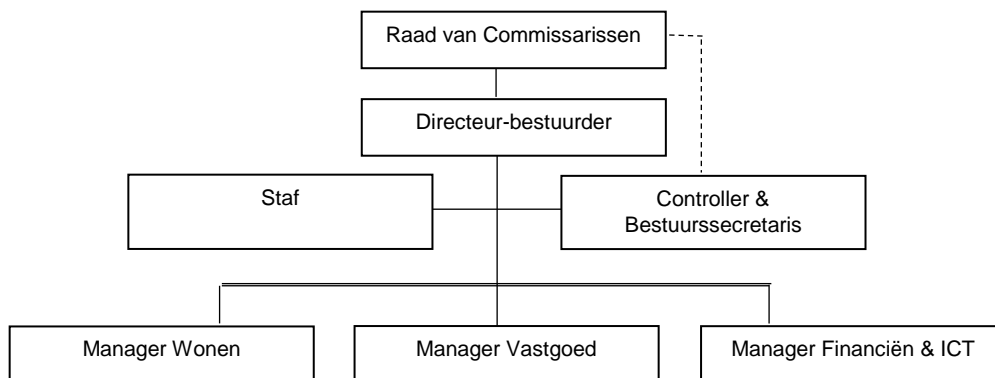 Raad van Commissarissen
Directeur-bestuurder
Staf
Controller &
Bestuurssecretaris
Manager Wonen
Manager Vastgoed
Manager Financiën & ICT